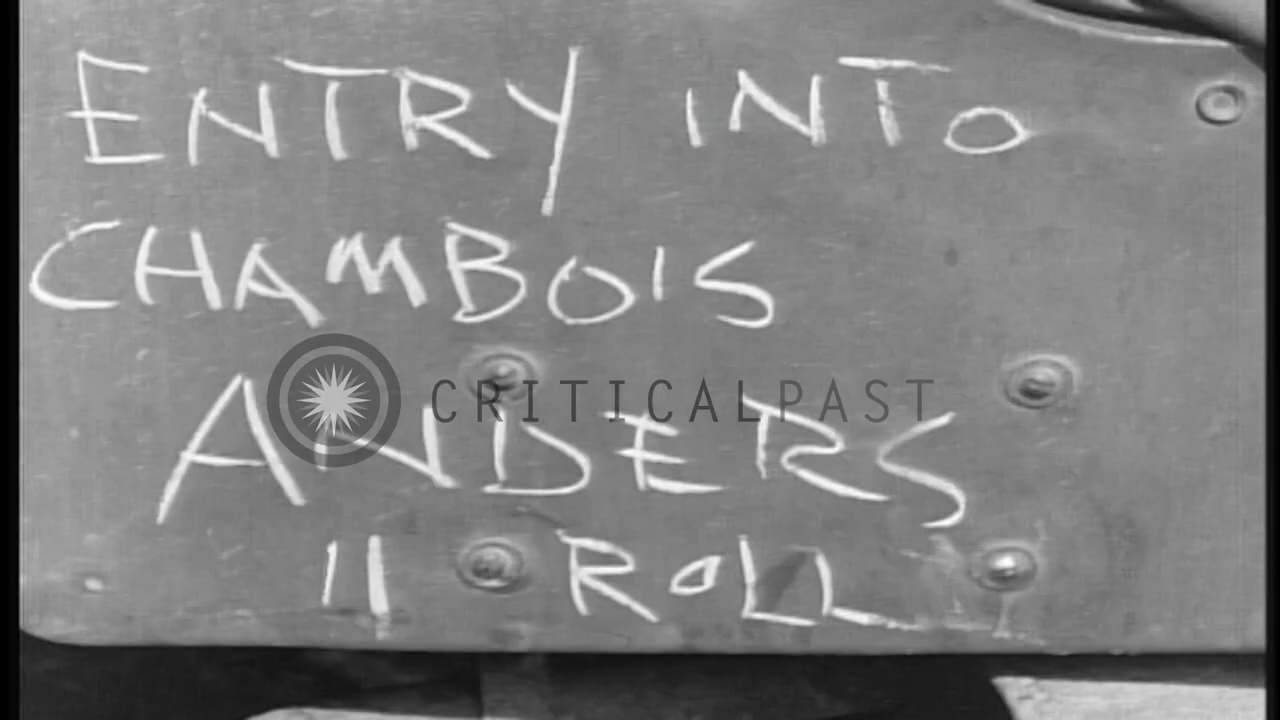 ENTRY INTO
CHAMBOIS
CRITICALPAST
ANDERS
11 ROLL